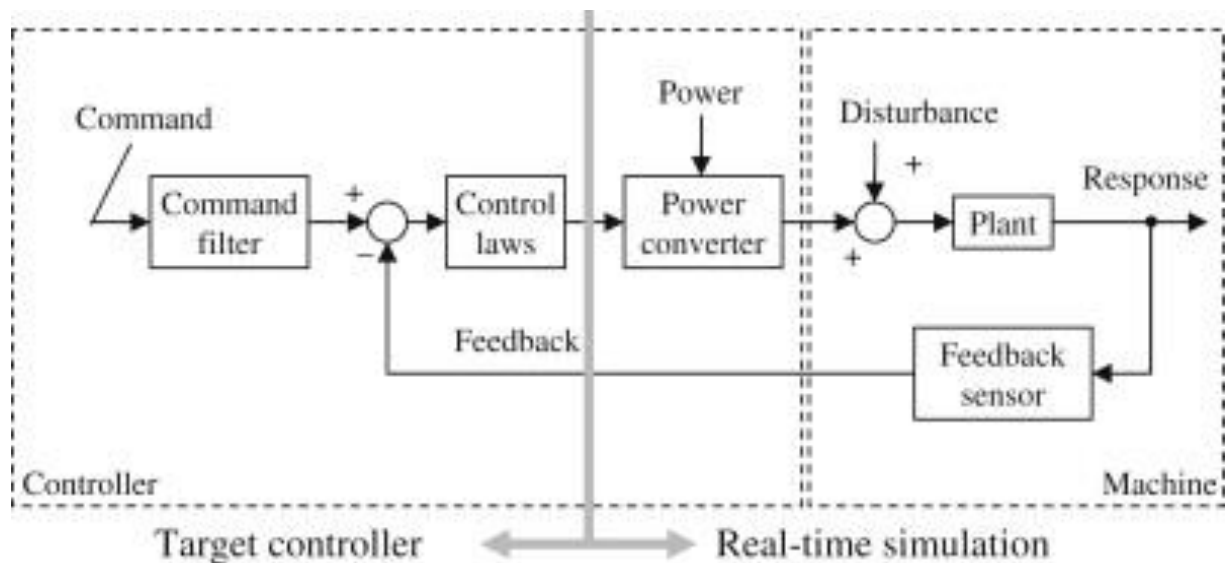 Power
Command
Disturbance
+
Response
Command
filter
+
−
Control
laws
Power
converter
+
Plant
Feedback
Feedback
sensor
Controller
Machine
Target controller
Real-time simulation